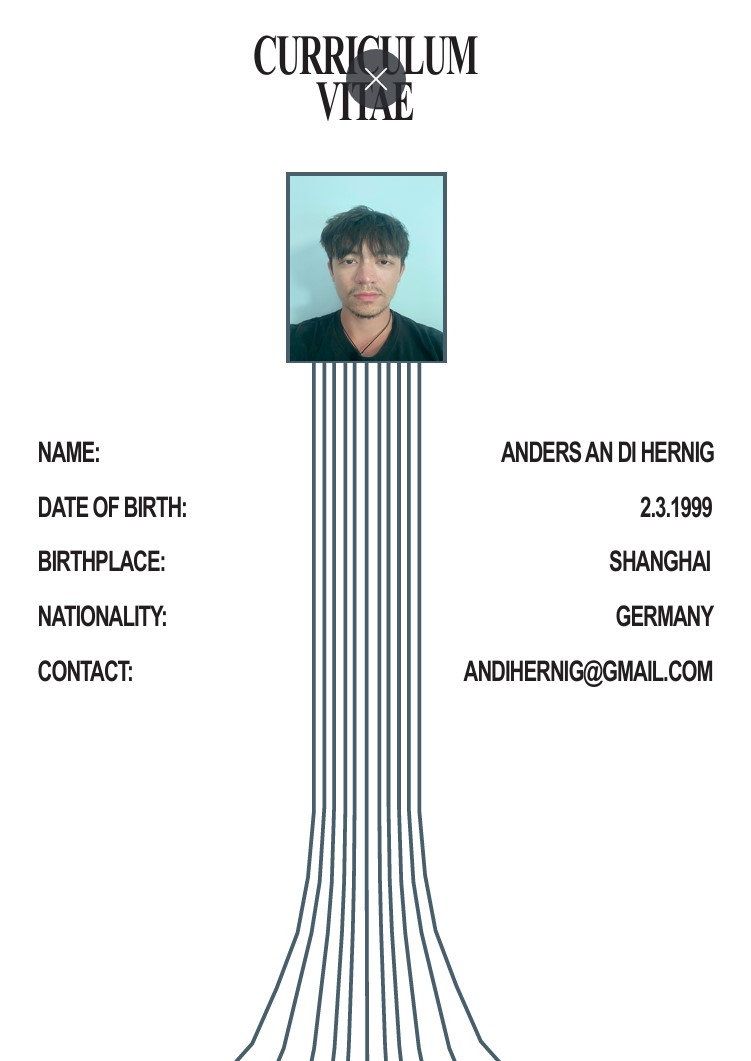 CURRICULUM
VITAE
NAME: ANDERS AN DI HERNIG
DATE OF BIRTH: 2.3.1999
BIRTHPLACE: SHANGHAI
NATIONALITY: GERMANY
CONTACT: ANDIHERNIG@GMAIL.COM